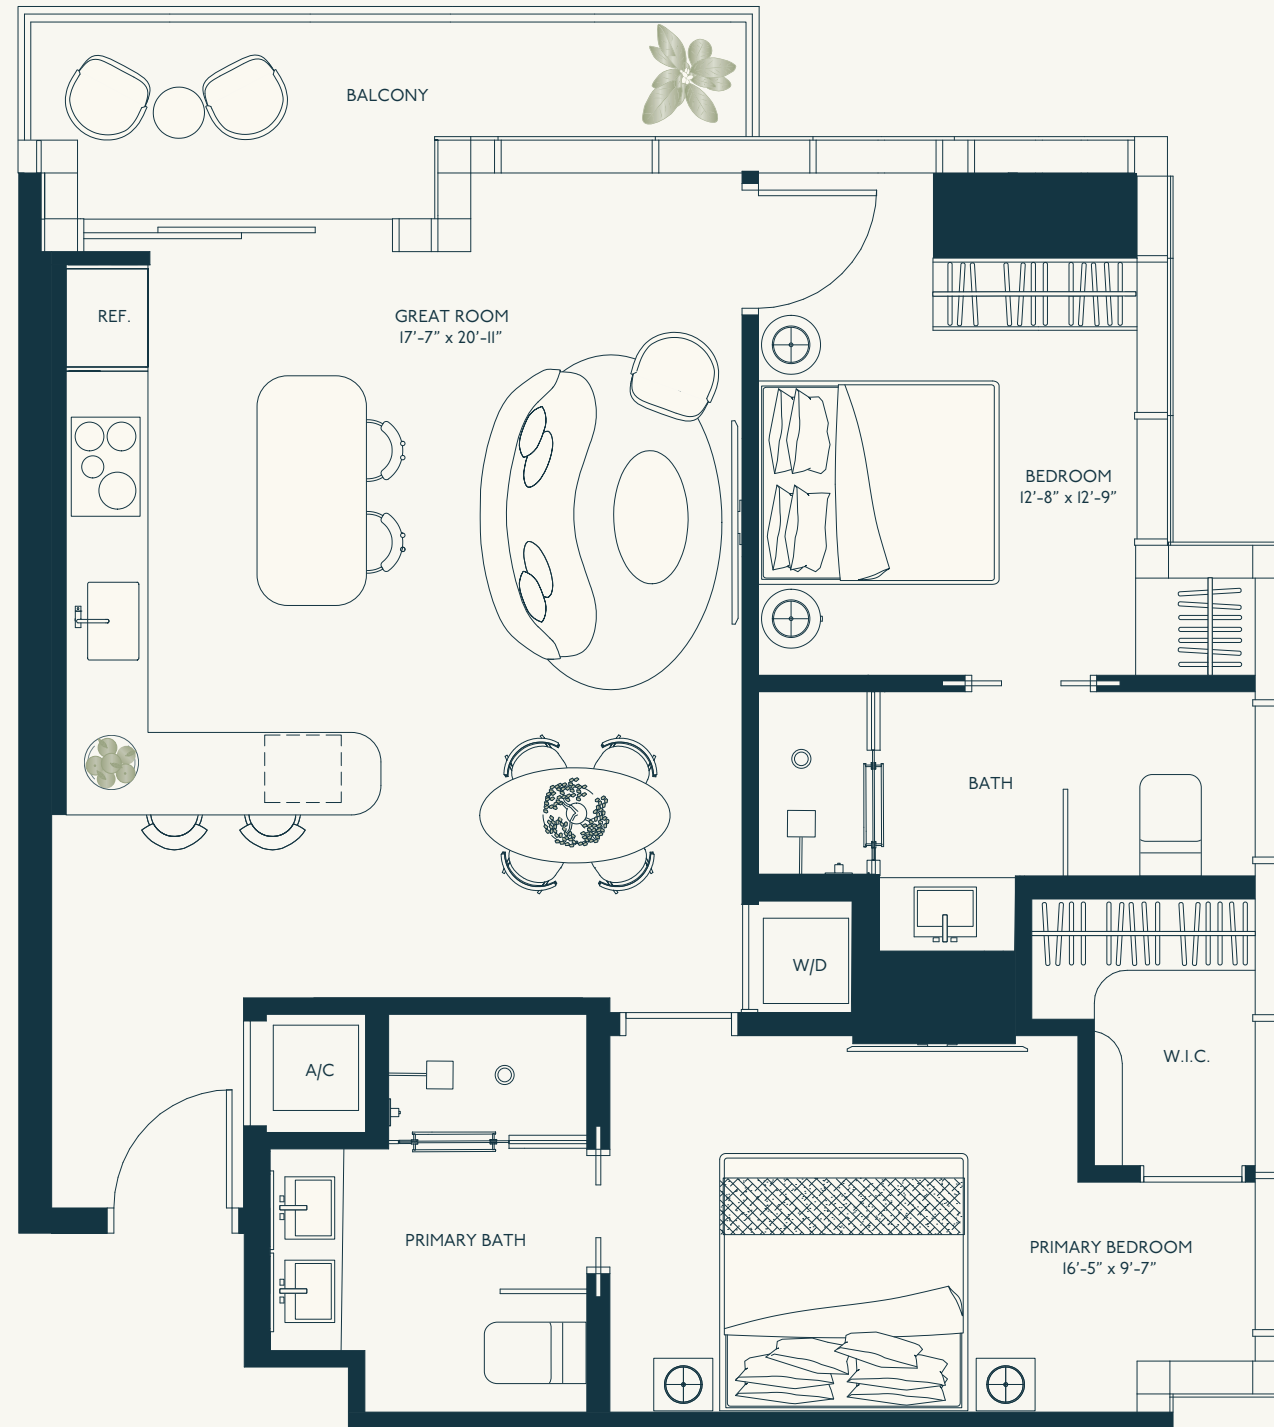 BALCONY
REF.
GREAT ROOM
17'-7" x 20'-11"
BEDROOM
12'-8" x 12'-9"
BATH
W/D
A/C
W.I.C.
PRIMARY BATH
PRIMARY BEDROOM
16'-5" x 9'-7"